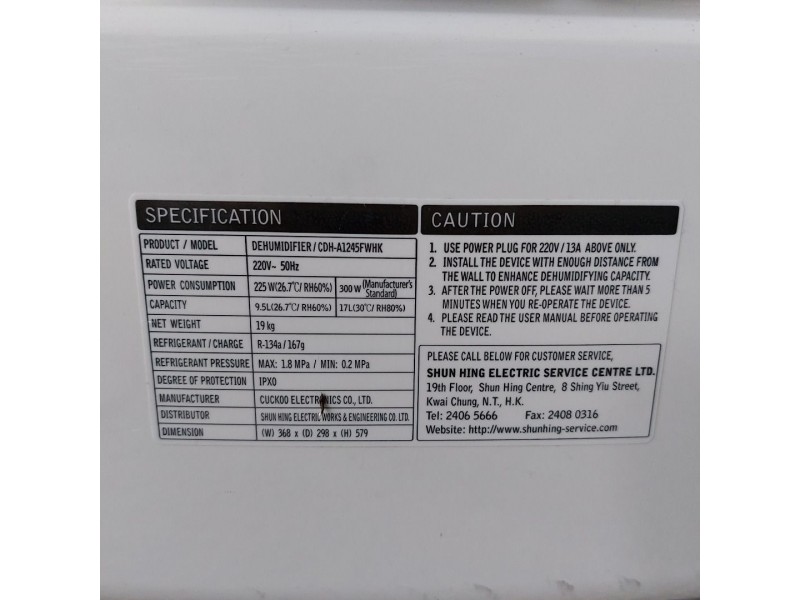 SPECIFICATION
PRODUCT / MODEL DEHUMIDIFIER/ CDH-A1245FWHK
RATED VOLTAGE 220V~ 50Hz
POWER CONSUMPTION 225 W(26.7℃/ RH60%) 300 W (Manufacturer's Standard)
CAPACITY 9.5L(26.7℃/ RH60%) 17L(30℃/ RH80%)
NET WEIGHT 19 kg
REFRIGERANT / CHARGE R-134a/ 167g
REFRIGERANT PRESSURE MAX: 1.8 MPa / MIN: 0.2 MPa
DEGREE OF PROTECTION IPX0
MANUFACTURER CUCKOO ELECTRONICS CO., LTD.
DISTRIBUTOR SHUN HING ELECTRIC WORKS & ENGINEERING CO. LTD.
DIMENSION (W) 368 x (D) 298 x (H) 579
CAUTION
1. USE POWER PLUG FOR 220V / 13A ABOVE ONLY.
2. INSTALL THE DEVICE WITH ENOUGH DISTANCE FROM
THE WALL TO ENHANCE DEHUMIDIFYING CAPACITY.
3. AFTER THE POWER OFF, PLEASE WAIT MORE THAN 5
MINUTES WHEN YOU RE-OPERATE THE DEVICE.
4. PLEASE READ THE USER MANUAL BEFORE OPERATING
THE DEVICE.
PLEASE CALL BELOW FOR CUSTOMER SERVICE,
SHUN HING ELECTRIC SERVICE CENTRE LTD.
19th Floor, Shun Hing Centre, 8 Shing Yiu Street,
Kwai Chung, N.T., H.K.
Tel: 2406 5666 Fax: 2408 0316
Website: http://www.shunhing-service.com